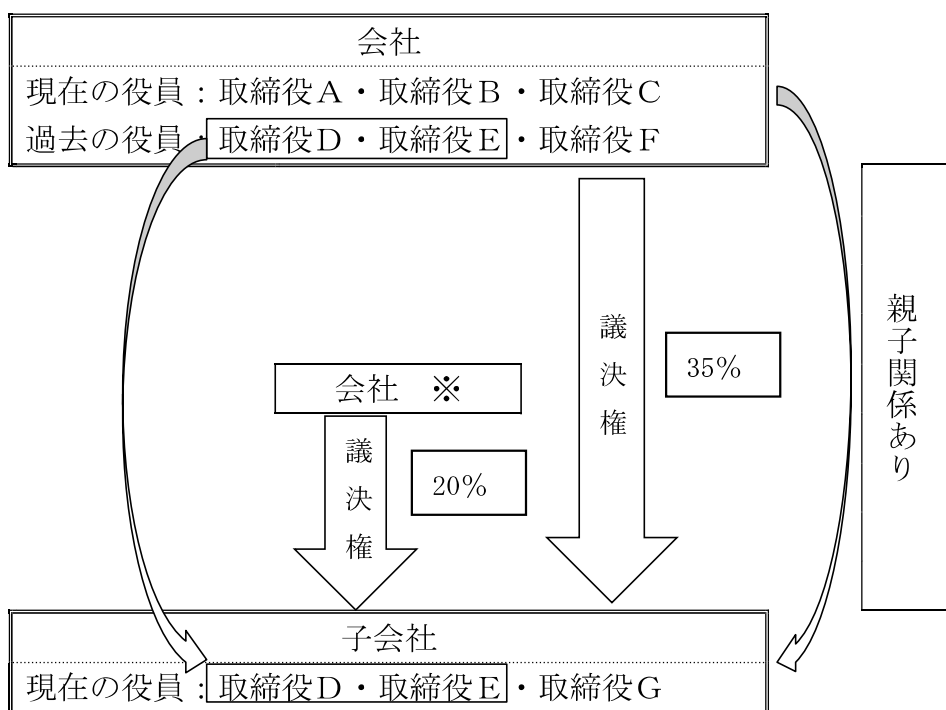 会社
現在の役員：取締役A・取締役B・取締役C
過去の役員：取締役D・取締役E・取締役F
議決権
35％
親子関係あり
会社　※
議決権
20％
子会社
現在の役員：取締役D・取締役E・取締役G